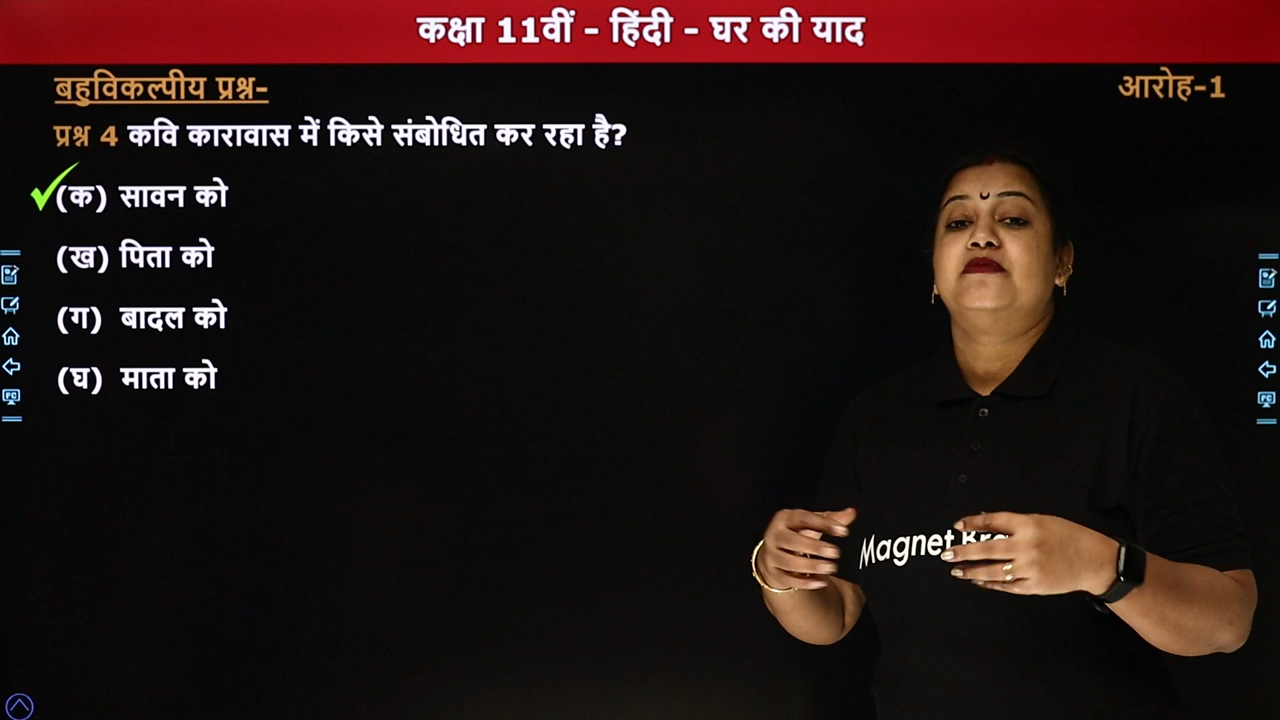 कक्षा 11वीं - हिंदी - घर की याद
बहुविकल्पीय प्रश्न-
आरोह-1
प्रश्न 4 कवि कारावास में किसे संबोधित कर रहा है?
(क) सावन को
(ख) पिता को
(ग) बादल को
(घ) माता को
Magnet